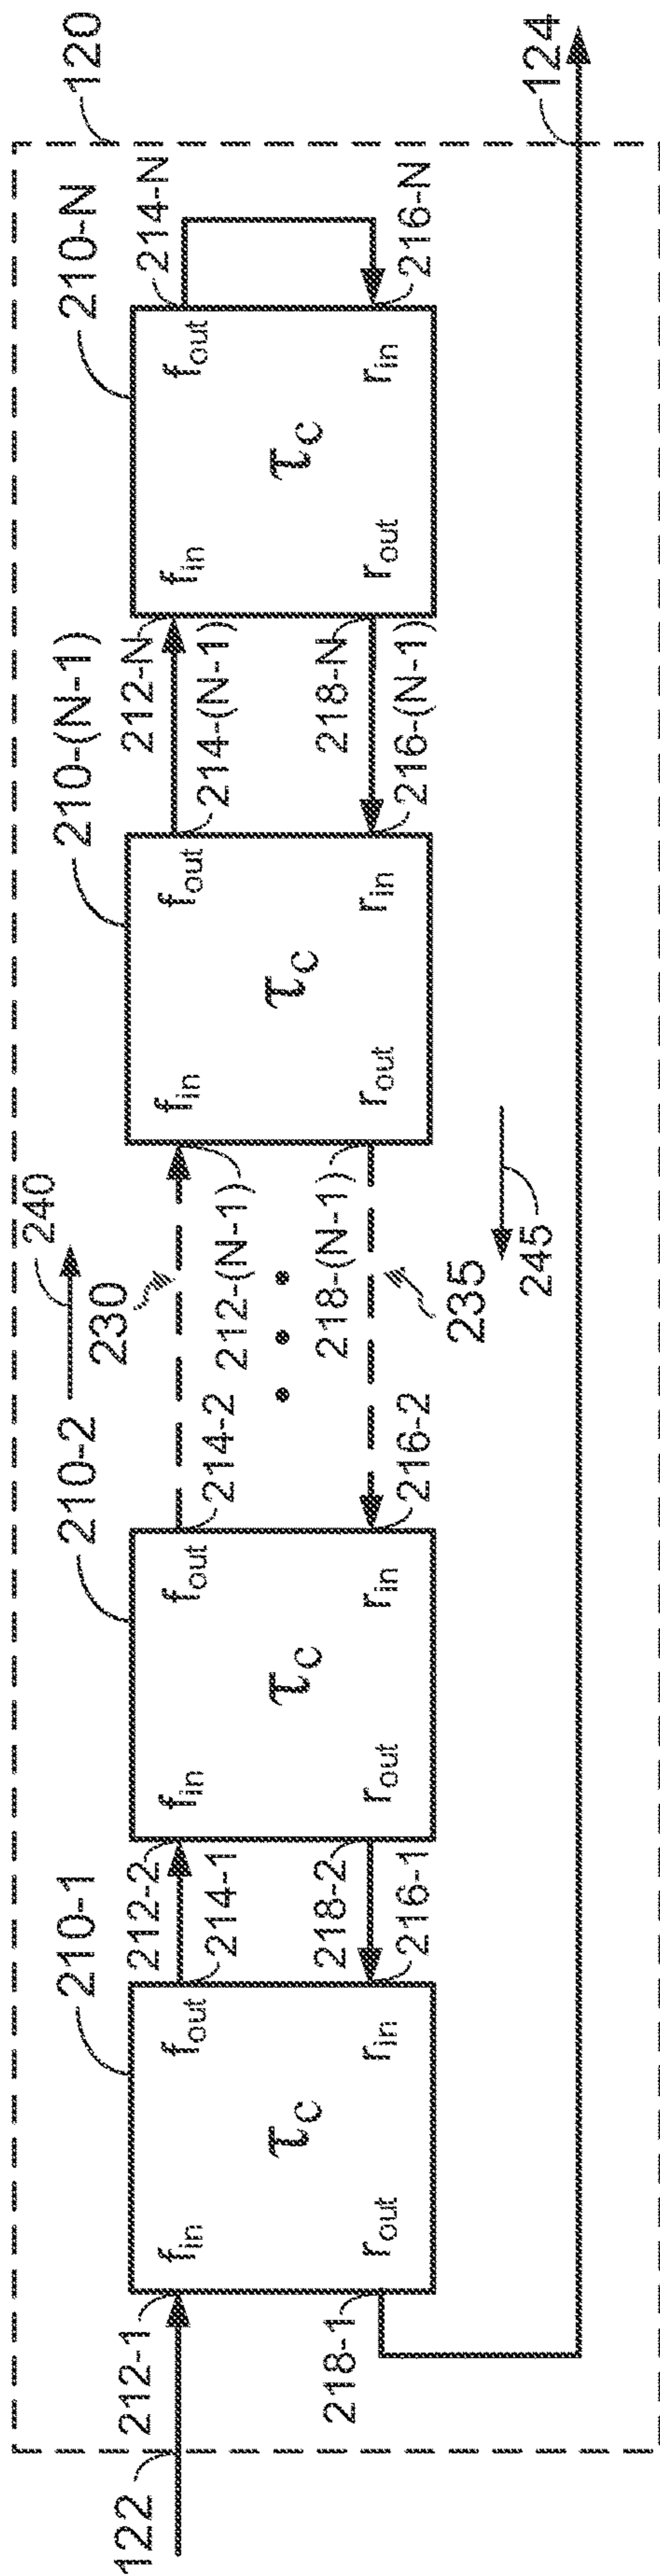 120
210-1
210-2
240
230
210-(N-1)
210-N
122
212-1
212-2
214-1
214-2
212-(N-1)
212-N
214-(N-1)
214-N
f_in
f_out
f_in
f_out
f_in
f_out
f_in
f_out
τ_C
τ_C
• • •
τ_C
τ_C
r_out
r_in
r_out
r_in
r_out
r_in
r_out
r_in
218-1
218-2
216-1
216-2
218-(N-1)
218-N
216-(N-1)
216-N
235
245
124